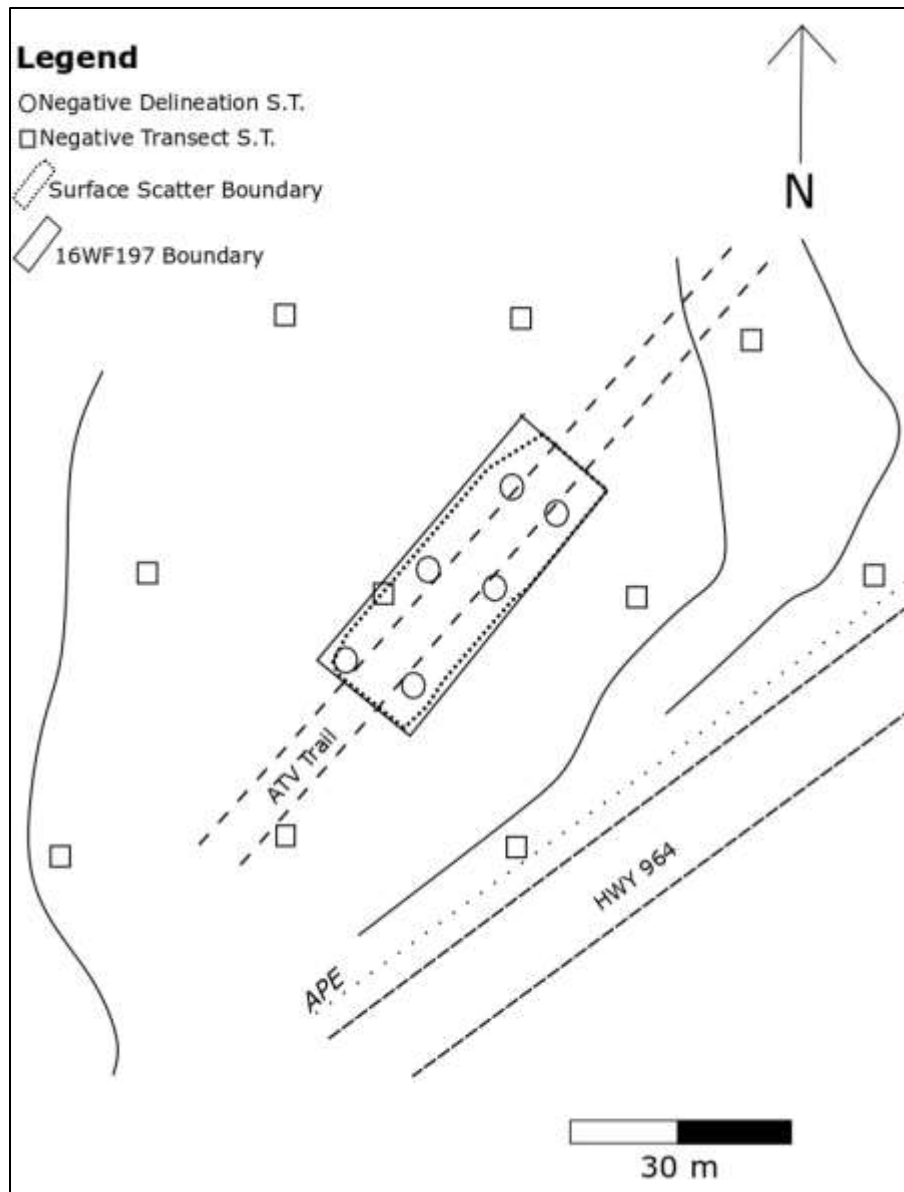 Legend
Negative Delineation S.T.
Negative Transect S.T.
Surface Scatter Boundary
16WF197 Boundary
N
ATV Trail
HWY 964
APE
30 m